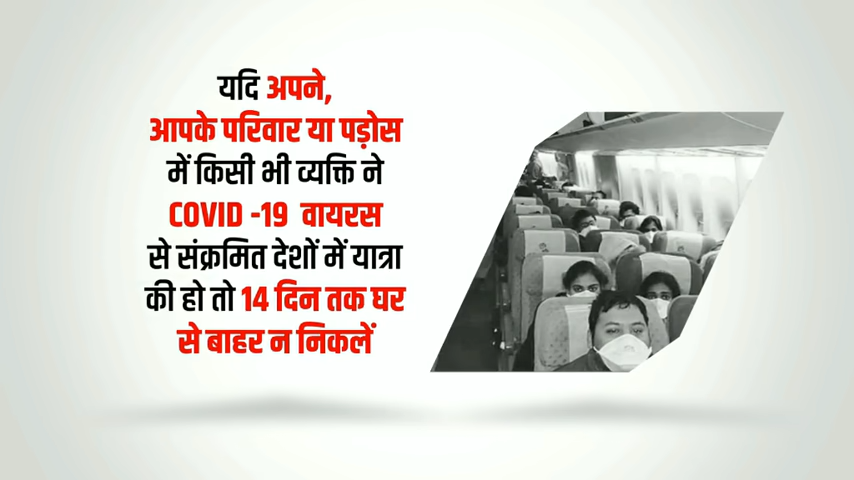 यदि अपने,
आपके परिवार या पड़ोस
में किसी भी व्यक्ति ने
COVID -19 वायरस
से संक्रमित देशों में यात्रा
की हो तो 14 दिन तक घर
से बाहर न निकलें